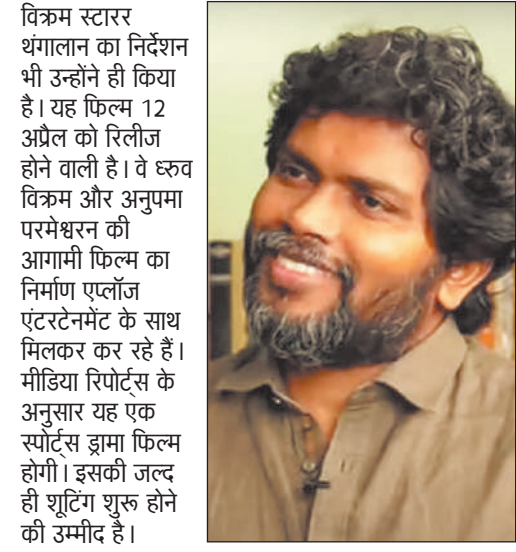 विक्रम स्टारर
थंगालान का निर्देशन
भी उन्होंने ही किया
है। यह फिल्म 12
अप्रैल को रिलीज
होने वाली है। वे ध्रुव
विक्रम और अनुपमा
परमेश्वरन की
आगामी फिल्म का
निर्माण एप्लॉज
एंटरटेनमेंट के साथ
मिलकर कर रहे हैं।
मीडिया रिपोर्ट्स के
अनुसार यह एक
स्पोर्ट्स ड्रामा फिल्म
होगी। इसकी जल्द
ही शूटिंग शुरू होने
की उम्मीद है।